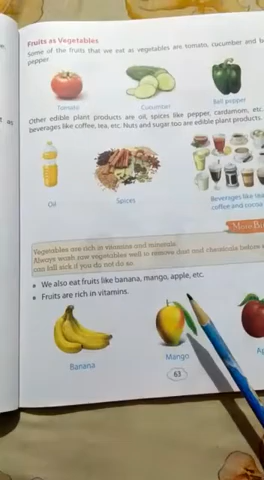 Fruits as Vegetables
Some of the fruits that we eat as vegetables are tomato, cucumber and
pepper.
Tomato
Cucumber
Bell pepper
Other edible plant products are oil, spices like pepper, cardamom, etc.
beverages like coffee, tea, etc. Nuts and sugar too are edible plant products.
Oil
Spices
Beverages like tea
coffee and cocoa
Vegetables are rich in vitamins and minerals.
Always wash raw vegetables well to remove dust and chemicals before
can fall sick if you do not do so.
We also eat fruits like banana, mango, apple, etc.
Fruits are rich in vitamins.
Banana
Mango
63